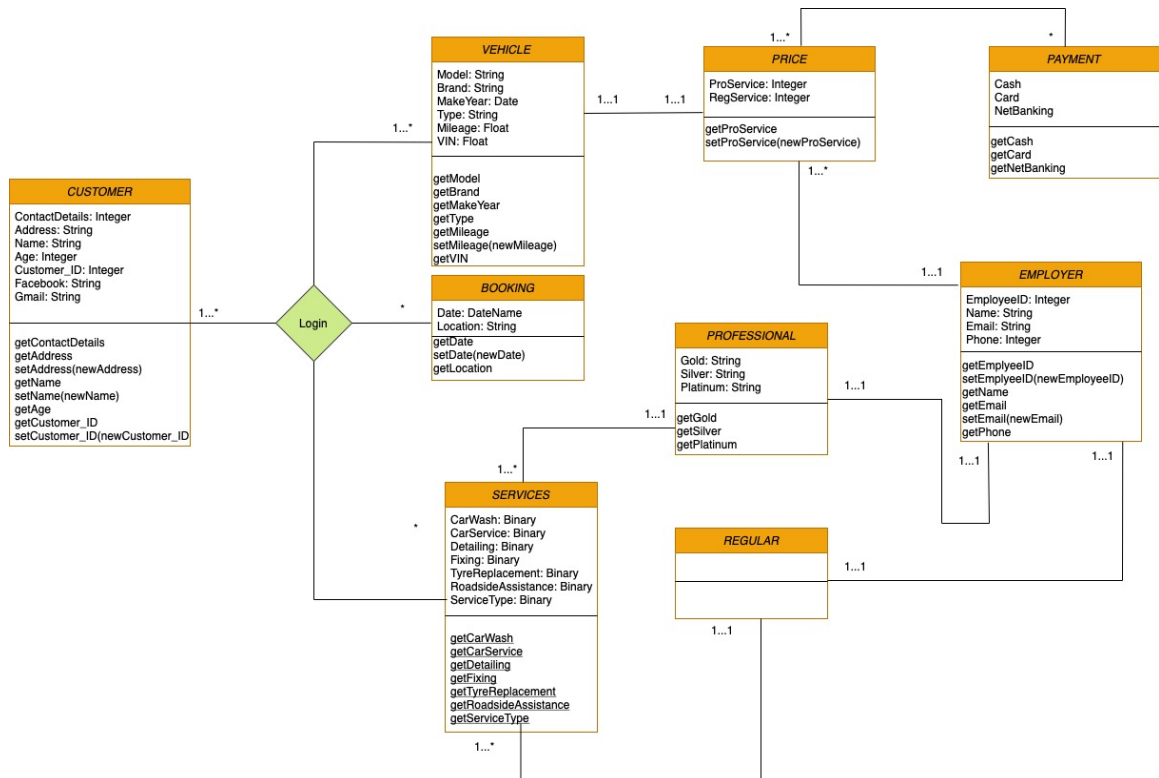 1...*
*
VEHICLE
Model: String
Brand: String
MakeYear: Date
Type: String
Mileage: Float
VIN: Float
getModel
getBrand
getMakeYear
getType
getMileage
setMileage(newMileage)
getVIN
1...1
1...1
PRICE
ProService: Integer
RegService: Integer
getProService
setProService(newProService)
PAYMENT
Cash
Card
NetBanking
getCash
getCard
getNetBanking
1...*
1...*
CUSTOMER
ContactDetails: Integer
Address: String
Name: String
Age: Integer
Customer_ID: Integer
Facebook: String
Gmail: String
getContactDetails
getAddress
setAddress(newAddress)
getName
setName(newName)
getAge
getCustomer_ID
setCustomer_ID(newCustomer_ID
1...*
Login
*
BOOKING
Date: DateName
Location: String
getDate
setDate(newDate)
getLocation
1...1
EMPLOYER
EmployeeID: Integer
Name: String
Email: String
Phone: Integer
getEmplyeeID
setEmplyeeID(newEmployeeID)
getName
getEmail
setEmail(newEmail)
getPhone
PROFESSIONAL
Gold: String
Silver: String
Platinum: String
getGold
getSilver
getPlatinum
1...1
1...1
1...1
1...1
1...*
*
SERVICES
CarWash: Binary
CarService: Binary
Detailing: Binary
Fixing: Binary
TyreReplacement: Binary
RoadsideAssistance: Binary
ServiceType: Binary
getCarWash
getCarService
getDetailing
getFixing
getTyreReplacement
getRoadsideAssistance
getServiceType
REGULAR
1...1
1...1
1...*